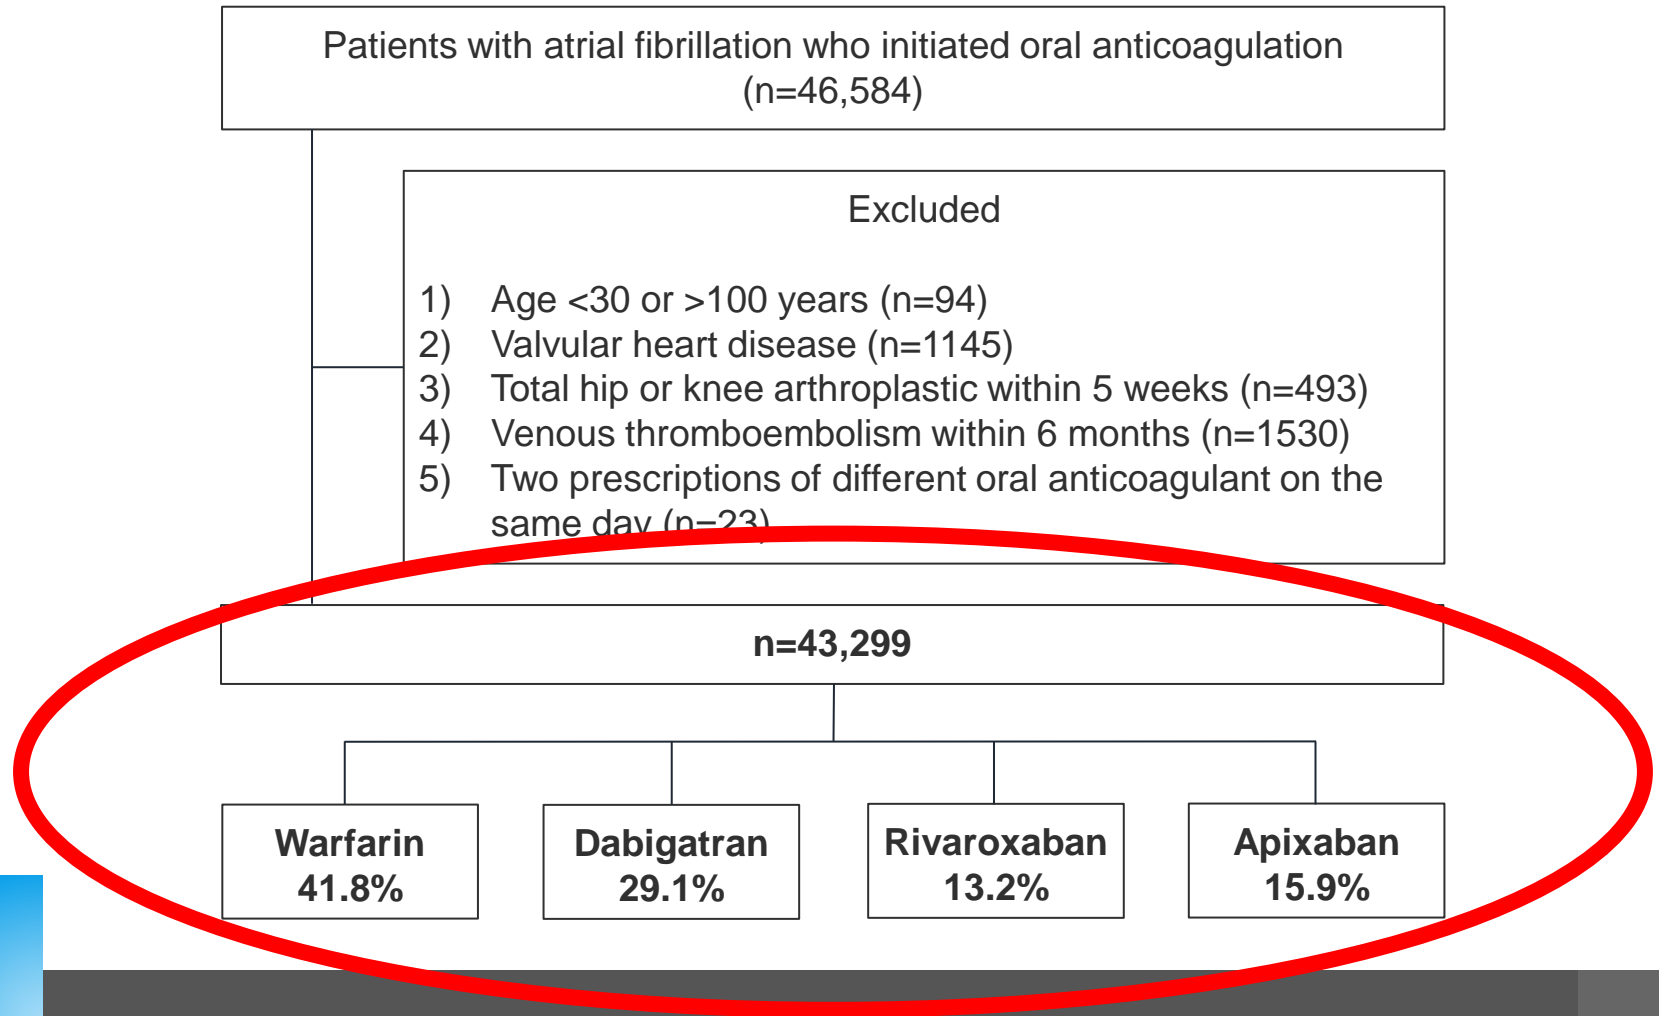 Patients with atrial fibrillation who initiated oral anticoagulation
(n=46,584)
Excluded
1) Age <30 or >100 years (n=94)
2) Valvular heart disease (n=1145)
3) Total hip or knee arthroplastic within 5 weeks (n=493)
4) Venous thromboembolism within 6 months (n=1530)
5) Two prescriptions of different oral anticoagulant on the
same day (n=23)
n=43,299
Warfarin
41.8%
Dabigatran
29.1%
Rivaroxaban
13.2%
Apixaban
15.9%